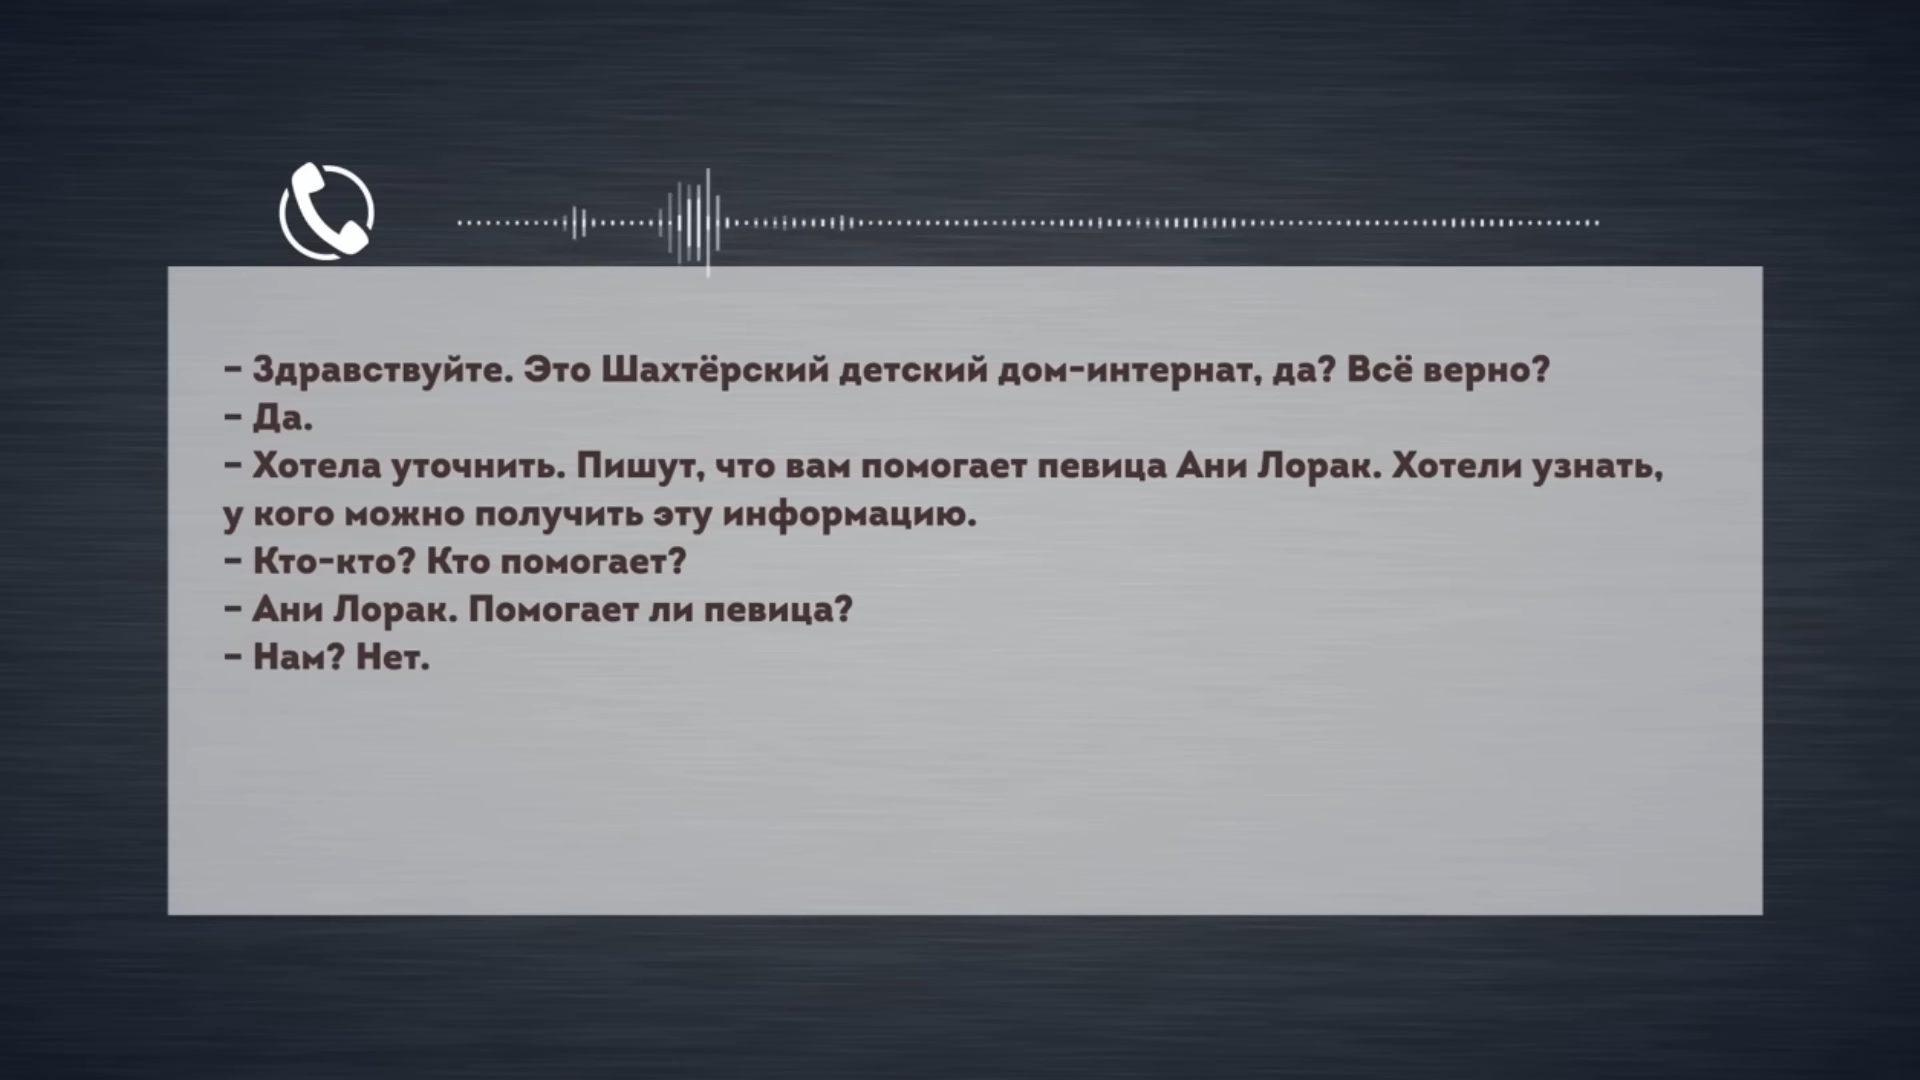 – Здравствуйте. Это Шахтёрский детский дом-интернат, да? Всё верно?
– Да.
– Хотела уточнить. Пишут, что вам помогает певица Ани Лорак. Хотели узнать,
у кого можно получить эту информацию.
– Кто-кто? Кто помогает?
– Ани Лорак. Помогает ли певица?
– Нам? Нет.